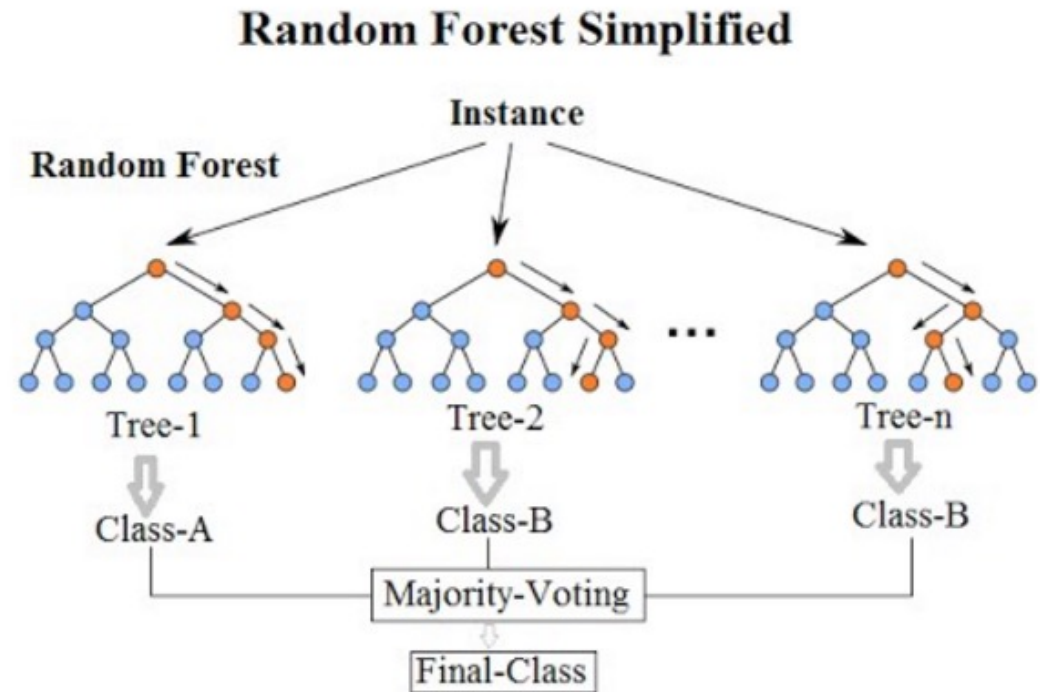 Random Forest Simplified
Instance
Random Forest
...
Tree-1
Tree-2
Tree-n
Class-A
Class-B
Class-B
Majority-Voting
Final-Class